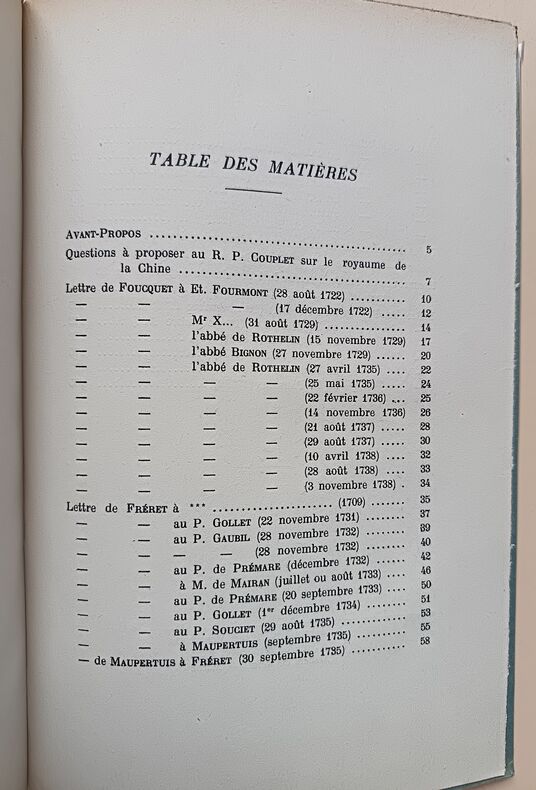 TABLE DES MATIÈRES
AVANT-PROPOS ........................................ 5
Questions à proposer au R. P. COUPLET sur le royaume de
la Chine ........................................ 7
Lettre de FOUCQUET à Et. FOURMONT (28 août 1722) ........... 10
— — — (17 décembre 1722) ..... 12
— — Mr X... (31 août 1729) ................ 14
— — l'abbé de ROTHELIN (15 novembre 1729) 17
— — l'abbé BIGNON (27 novembre 1729) ...... 20
— — l'abbé de ROTHELIN (27 avril 1735) .... 22
— — — — (25 mai 1735) ..... 24
— — — — (22 février 1736) ... 25
— — — — (14 novembre 1736) 26
— — — — (21 août 1737) ..... 28
— — — — (29 août 1737) ..... 30
— — — — (10 avril 1738) .... 32
— — — — (28 août 1738) ..... 33
— — — — (3 novembre 1738) . 34
Lettre de FRÉRET à *** ...................... (1709) ....... 35
— — au P. GOLLET (22 novembre 1731) ........ 37
— — au P. GAUBIL (28 novembre 1732) ........ 39
— — — — (28 novembre 1732) ........ 40
— — au P. de PRÉMARE (décembre 1732) ...... 42
— — à M. de MAIRAN (juillet ou août 1733) .... 46
— — au P. de PRÉMARE (20 septembre 1733) .... 50
— — au P. GOLLET (1er décembre 1734) ........ 51
— — au P. SOUCIET (29 août 1735) ............ 53
— — à MAUPERTUIS (septembre 1735) .......... 55
— de MAUPERTUIS à FRÉRET (30 septembre 1735) .......... 58